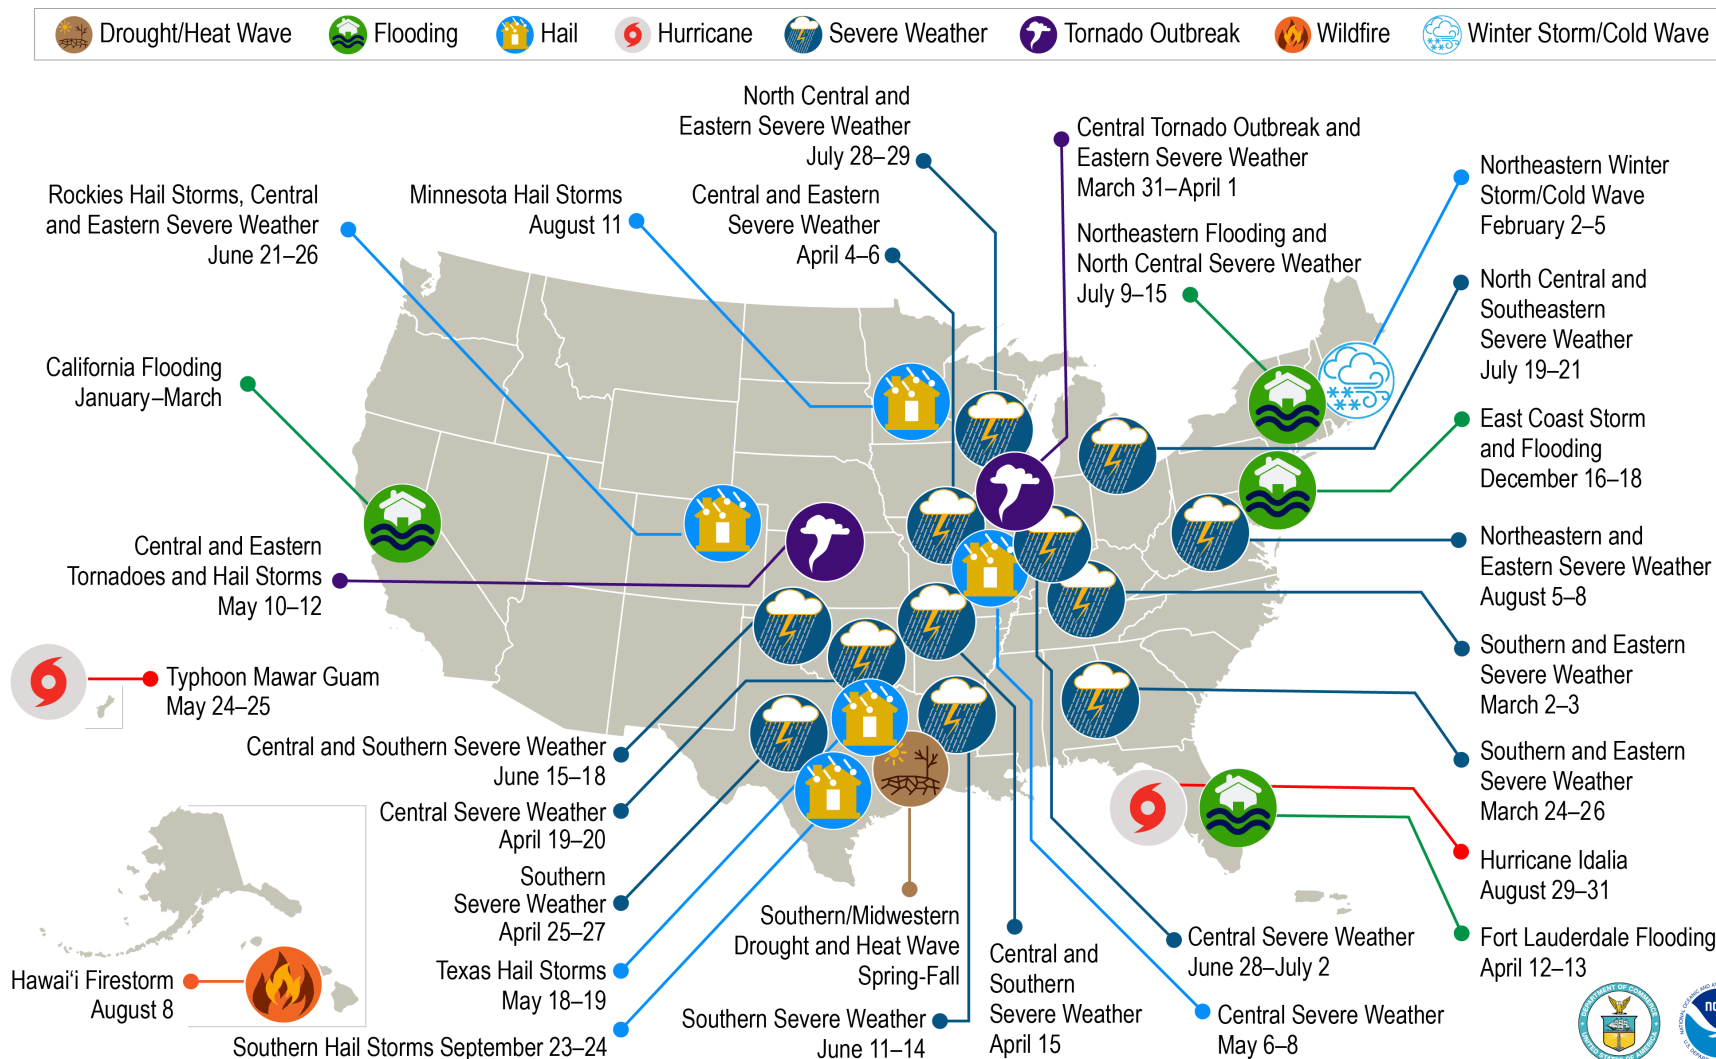 Drought/Heat Wave
Flooding
Hail
Hurricane
Severe Weather
Tornado Outbreak
Wildfire
Winter Storm/Cold Wave
North Central and
Eastern Severe Weather
July 28–29
Central Tornado Outbreak and
Eastern Severe Weather
March 31–April 1
Northeastern Winter
Storm/Cold Wave
February 2–5
Rockies Hail Storms, Central
and Eastern Severe Weather
June 21–26
Minnesota Hail Storms
August 11
Central and Eastern
Severe Weather
April 4–6
Northeastern Flooding and
North Central Severe Weather
July 9–15
North Central and
Southeastern
Severe Weather
July 19–21
California Flooding
January–March
East Coast Storm
and Flooding
December 16–18
Central and Eastern
Tornadoes and Hail Storms
May 10–12
Northeastern and
Eastern Severe Weather
August 5–8
Typhoon Mawar Guam
May 24–25
Southern and Eastern
Severe Weather
March 2–3
Central and Southern Severe Weather
June 15–18
Southern and Eastern
Severe Weather
March 24–26
Central Severe Weather
April 19–20
Southern
Severe Weather
April 25–27
Hurricane Idalia
August 29–31
Southern/Midwestern
Drought and Heat Wave
Spring-Fall
Central and
Southern
Severe Weather
April 15
Central Severe Weather
June 28–July 2
Fort Lauderdale Flooding
April 12–13
Texas Hail Storms
May 18–19
Hawaiʻi Firestorm
August 8
Southern Hail Storms September 23–24
Southern Severe Weather
June 11–14
Central Severe Weather
May 6–8
DEPARTMENT OF COMMERCE
UNITED STATES OF AMERICA